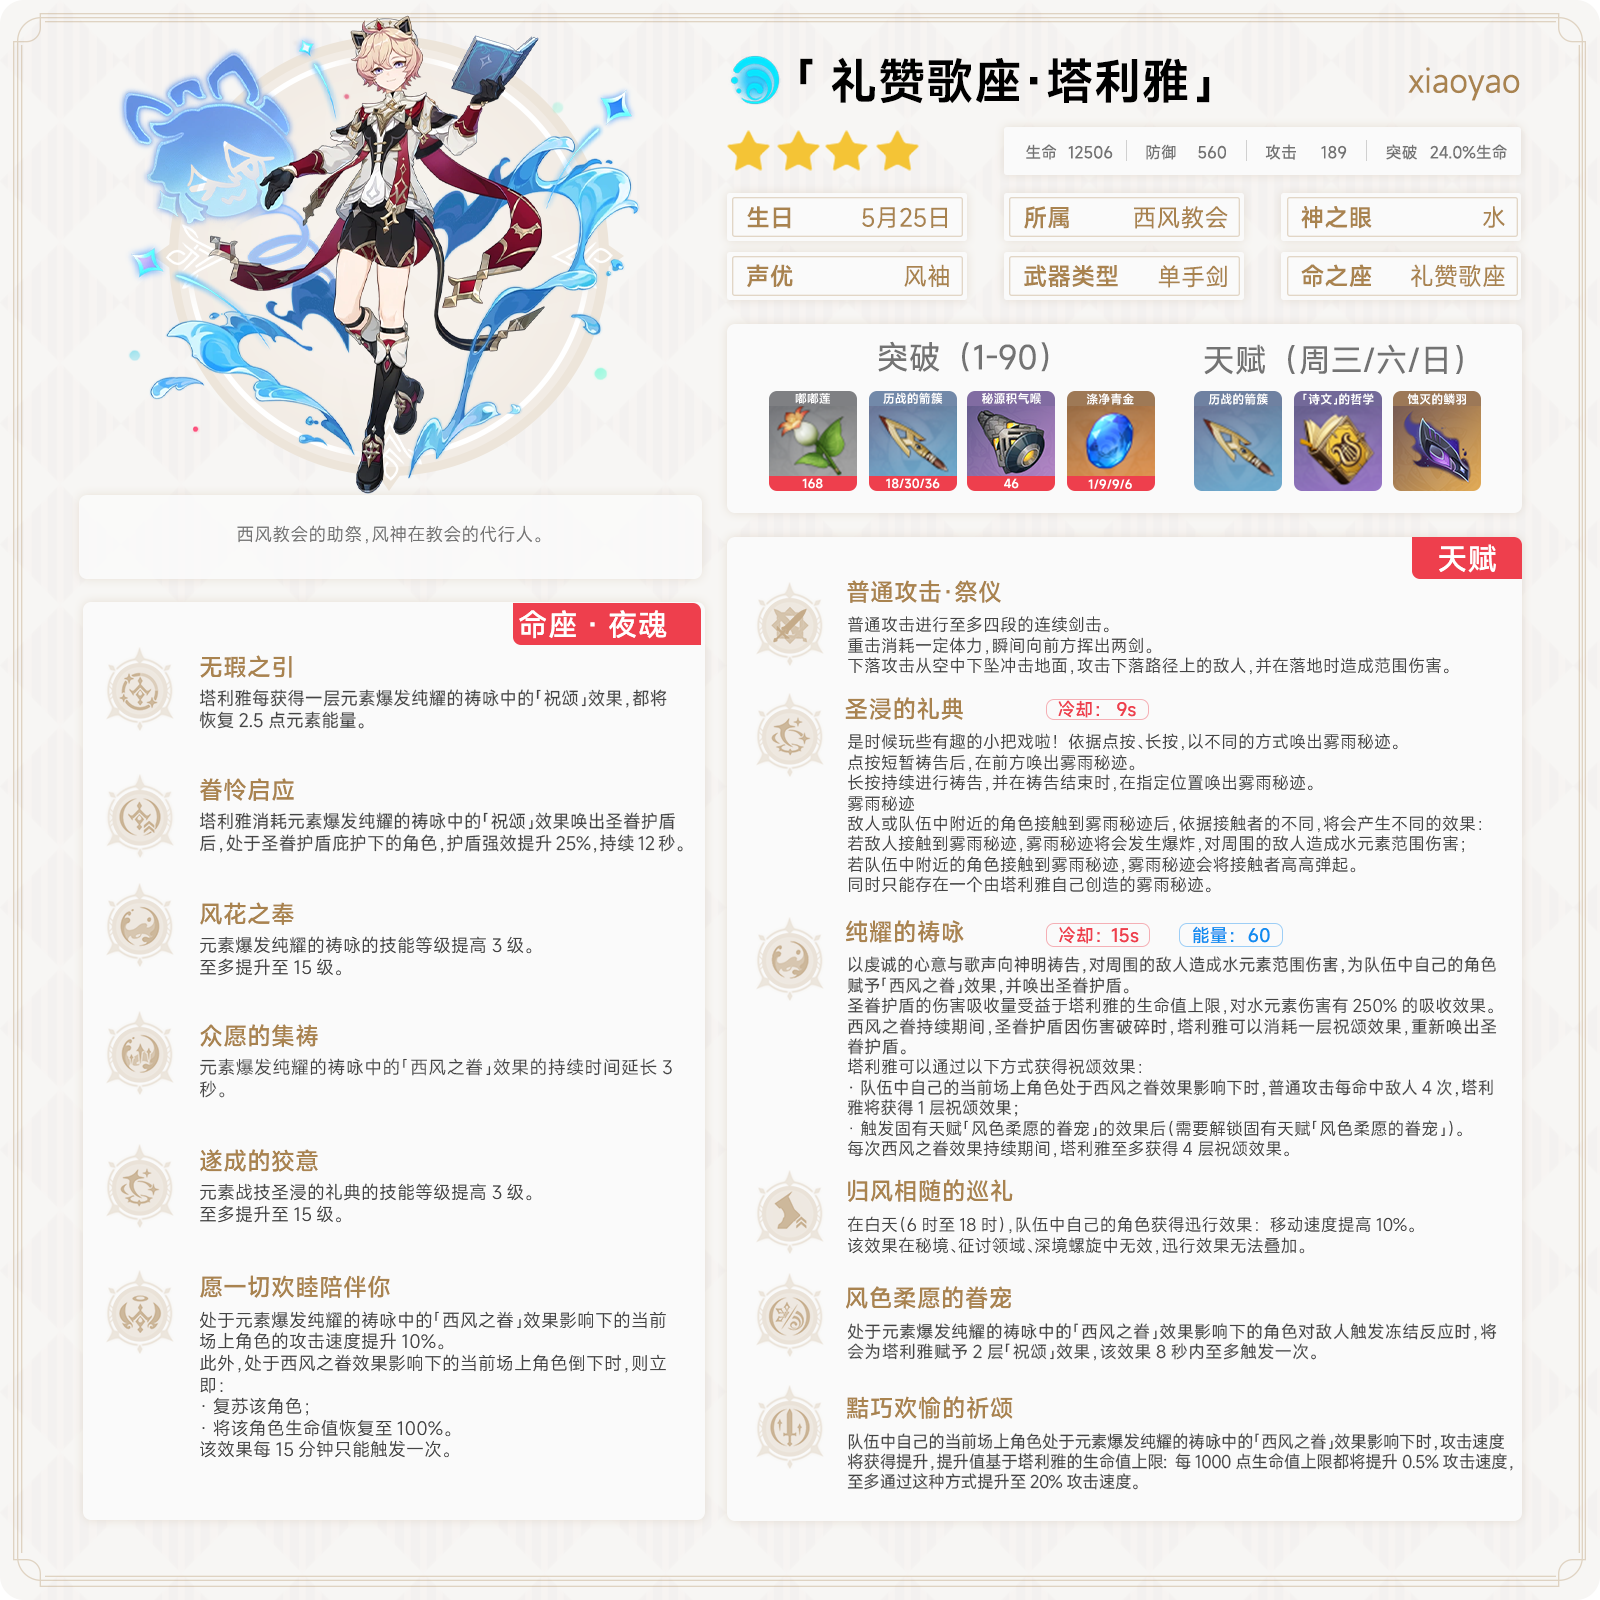 「礼赞歌座·塔利雅」
xiaoyao
生命 12506 防御 560 攻击 189 突破 24.0%生命
生日 5月25日 所属 西风教会 神之眼 水
声优 风袖 武器类型 单手剑 命之座 礼赞歌座
突破（1-90） 天赋（周三/六/日）
嘟嘟莲 历战的箭簇 秘源积气喉 涤净青金 历战的箭簇 「诗文」的哲学 蚀灭的鳞羽
168 18/30/36 46 1/9/9/6
西风教会的助祭,风神在教会的代行人。
命座 · 夜魂
无瑕之引
塔利雅每获得一层元素爆发纯耀的祷咏中的「祝颂」效果,都将
恢复 2.5 点元素能量。
眷怜启应
塔利雅消耗元素爆发纯耀的祷咏中的「祝颂」效果唤出圣眷护盾
后,处于圣眷护盾庇护下的角色,护盾强效提升 25%,持续 12 秒。
风花之奉
元素爆发纯耀的祷咏的技能等级提高 3 级。
至多提升至 15 级。
众愿的集祷
元素爆发纯耀的祷咏中的「西风之眷」效果的持续时间延长 3
秒。
遂成的狡意
元素战技圣浸的礼典的技能等级提高 3 级。
至多提升至 15 级。
愿一切欢睦陪伴你
处于元素爆发纯耀的祷咏中的「西风之眷」效果影响下的当前
场上角色的攻击速度提升 10%。
此外,处于西风之眷效果影响下的当前场上角色倒下时,则立
即:
· 复苏该角色;
· 将该角色生命值恢复至 100%。
该效果每 15 分钟只能触发一次。
天赋
普通攻击·祭仪
普通攻击进行至多四段的连续剑击。
重击消耗一定体力,瞬间向前方挥出两剑。
下落攻击从空中下坠冲击地面,攻击下落路径上的敌人,并在落地时造成范围伤害。
圣浸的礼典
冷却: 9s
是时候玩些有趣的小把戏啦! 依据点按、长按,以不同的方式唤出雾雨秘迹。
点按短暂祷告后,在前方唤出雾雨秘迹。
长按持续进行祷告,并在祷告结束时,在指定位置唤出雾雨秘迹。
雾雨秘迹
敌人或队伍中附近的角色接触到雾雨秘迹后,依据接触者的不同,将会产生不同的效果:
若敌人接触到雾雨秘迹,雾雨秘迹将会发生爆炸,对周围的敌人造成水元素范围伤害;
若队伍中附近的角色接触到雾雨秘迹,雾雨秘迹会将接触者高高弹起。
同时只能存在一个由塔利雅自己创造的雾雨秘迹。
纯耀的祷咏
冷却: 15s 能量: 60
以虔诚的心意与歌声向神明祷告,对周围的敌人造成水元素范围伤害,为队伍中自己的角色
赋予「西风之眷」效果,并唤出圣眷护盾。
圣眷护盾的伤害吸收量受益于塔利雅的生命值上限,对水元素伤害有 250% 的吸收效果。
西风之眷持续期间,圣眷护盾因伤害破碎时,塔利雅可以消耗一层祝颂效果,重新唤出圣
眷护盾。
塔利雅可以通过以下方式获得祝颂效果:
· 队伍中自己的当前场上角色处于西风之眷效果影响下时,普通攻击每命中敌人 4 次,塔利
雅将获得 1 层祝颂效果;
· 触发固有天赋「风色柔愿的眷宠」的效果后(需要解锁固有天赋「风色柔愿的眷宠」)。
每次西风之眷效果持续期间,塔利雅至多获得 4 层祝颂效果。
归风相随的巡礼
在白天(6 时至 18 时),队伍中自己的角色获得迅行效果: 移动速度提高 10%。
该效果在秘境、征讨领域、深境螺旋中无效,迅行效果无法叠加。
风色柔愿的眷宠
处于元素爆发纯耀的祷咏中的「西风之眷」效果影响下的角色对敌人触发冻结反应时,将
会为塔利雅赋予 2 层「祝颂」效果,该效果 8 秒内至多触发一次。
黠巧欢愉的祈颂
队伍中自己的当前场上角色处于元素爆发纯耀的祷咏中的「西风之眷」效果影响下时,攻击速度
将获得提升,提升值基于塔利雅的生命值上限: 每 1000 点生命值上限都将提升 0.5% 攻击速度,
至多通过这种方式提升至 20% 攻击速度。